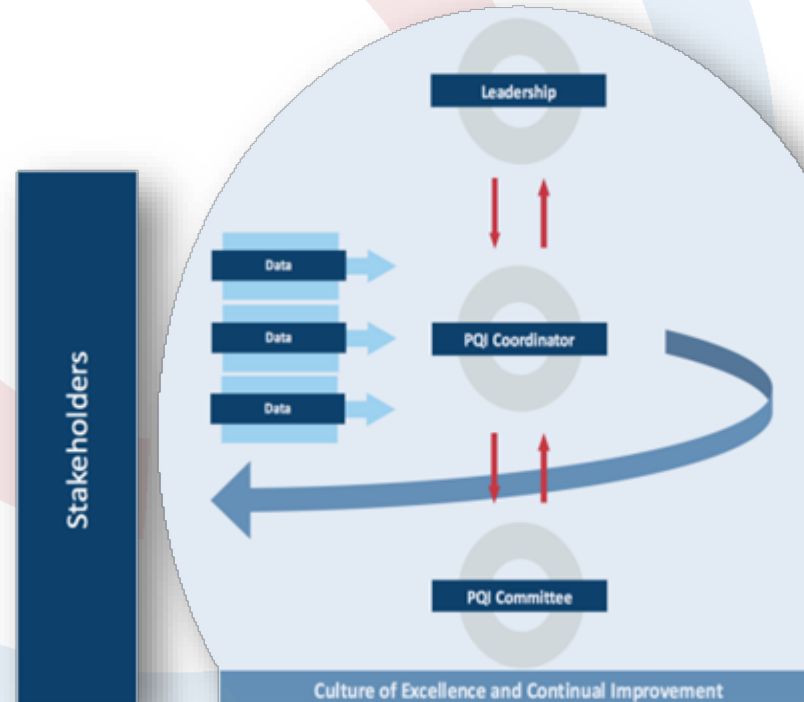 Leadership
Stakeholders
Data
Data
PQI Coordinator
Data
PQI Committee
Culture of Excellence and Continual Improvement